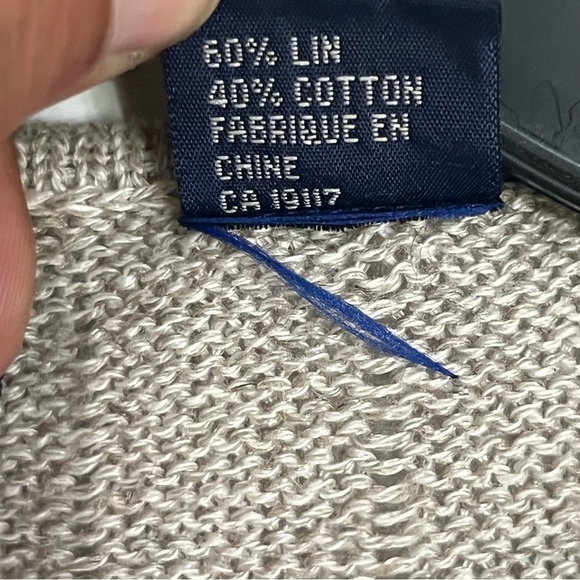 60% LIN
40% COTTON
FABRIQUE EN
CHINE
CA 19117